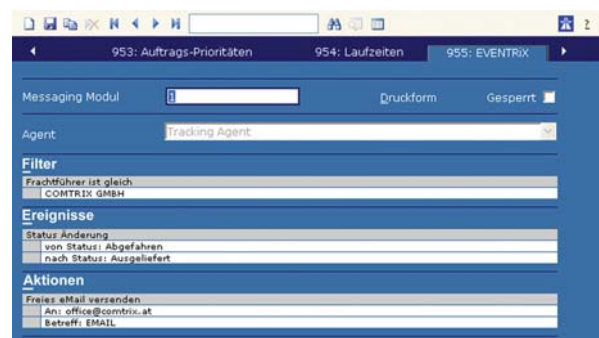 ?
953: Auftrags-Prioritäten 954: Laufzeiten 955: EVENTRiX
Messaging Modul 1 Druckform Gesperrt
Agent Tracking Agent
Filter
Frachtführer ist gleich
COMTRIX GMBH
Ereignisse
Status Änderung
von Status: Abgefahren
nach Status: Ausgeliefert
Aktionen
Freies eMail versenden
An: office@comtrix.at
Betreff: EMAIL